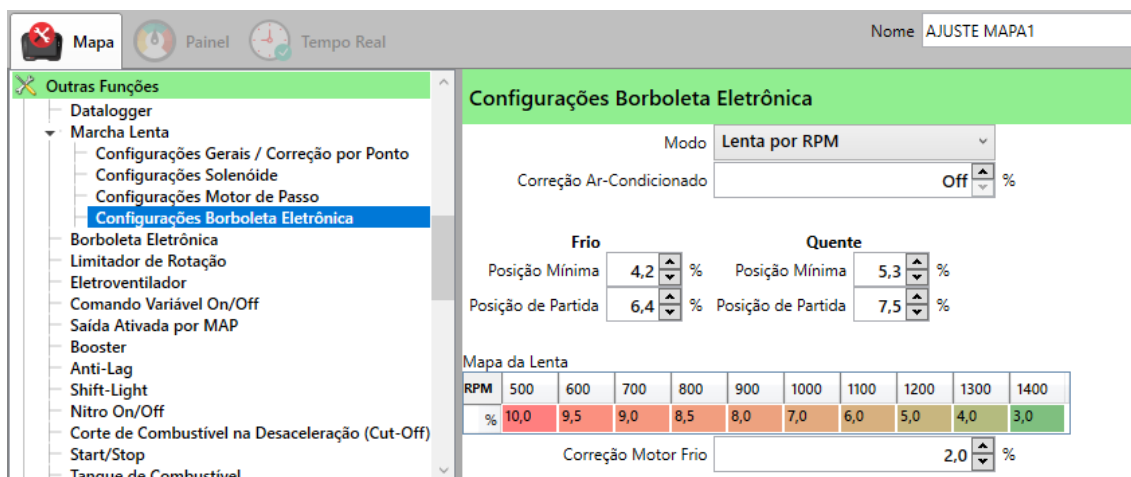 Mapa Painel Tempo Real Nome AJUSTE MAPA1
Outras Funções
Datalogger
Marcha Lenta
Configurações Gerais / Correção por Ponto
Configurações Solenóide
Configurações Motor de Passo
Configurações Borboleta Eletrônica
Borboleta Eletrônica
Limitador de Rotação
Eletroventilador
Comando Variável On/Off
Saída Ativada por MAP
Booster
Anti-Lag
Shift-Light
Nitro On/Off
Corte de Combustível na Desaceleração (Cut-Off)
Start/Stop
Tanque de Combustível
Configurações Borboleta Eletrônica
Modo Lenta por RPM
Correção Ar-Condicionado Off %
Frio Quente
Posição Mínima 4,2 % Posição Mínima 5,3 %
Posição de Partida 6,4 % Posição de Partida 7,5 %
Mapa da Lenta
RPM 500 600 700 800 900 1000 1100 1200 1300 1400
% 10,0 9,5 9,0 8,5 8,0 7,0 6,0 5,0 4,0 3,0
Correção Motor Frio 2,0 %